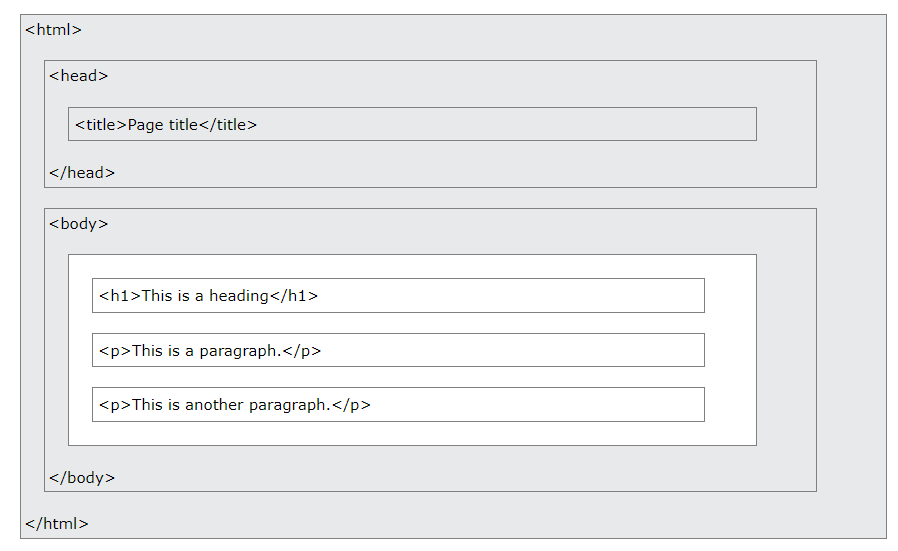 <html>
<head>
<title>Page title</title>
</head>
<body>
<h1>This is a heading</h1>
<p>This is a paragraph.</p>
<p>This is another paragraph.</p>
</body>
</html>